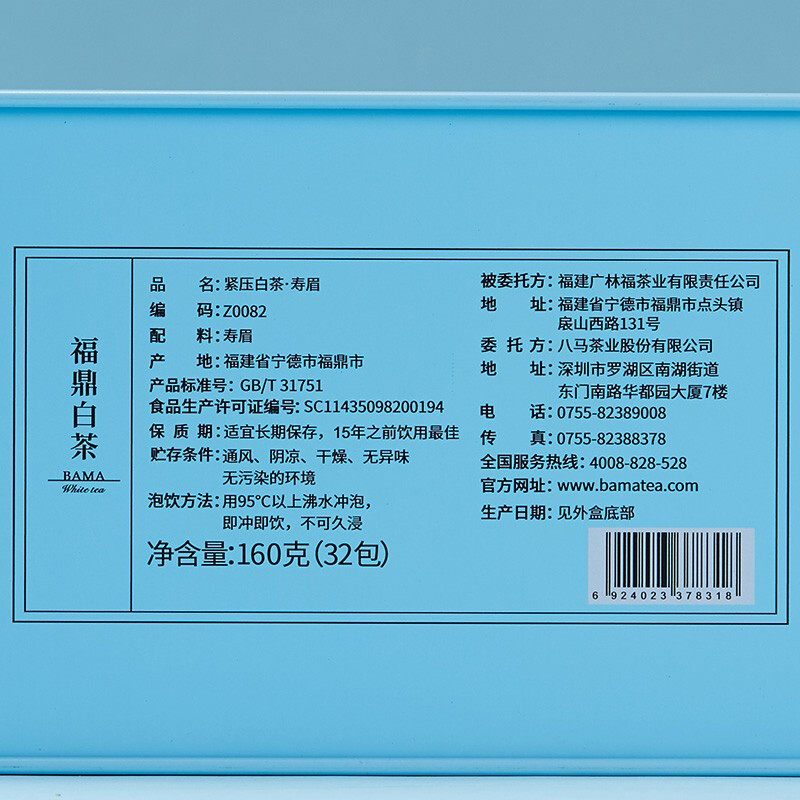 福鼎白茶
BAMA
White tea
品名:紧压白茶·寿眉
编码:Z0082
配料:寿眉
产地:福建省宁德市福鼎市
产品标准号: GB/T 31751
食品生产许可证编号: SC11435098200194
保质期:适宜长期保存，15年之前饮用最佳
贮存条件:通风、阴凉、干燥、无异味
无污染的环境
泡饮方法:用95℃以上沸水冲泡，
即冲即饮，不可久浸
净含量:160克(32包)
被委托方:福建广林福茶业有限责任公司
地址:福建省宁德市福鼎市点头镇
扆山西路131号
委托方:八马茶业股份有限公司
地址:深圳市罗湖区南湖街道
东门南路华都园大厦7楼
电话:0755-82389008
传真:0755-82388378
全国服务热线: 4008-828-528
官方网址: www.bamatea.com
生产日期: 见外盒底部
6 924023 378318